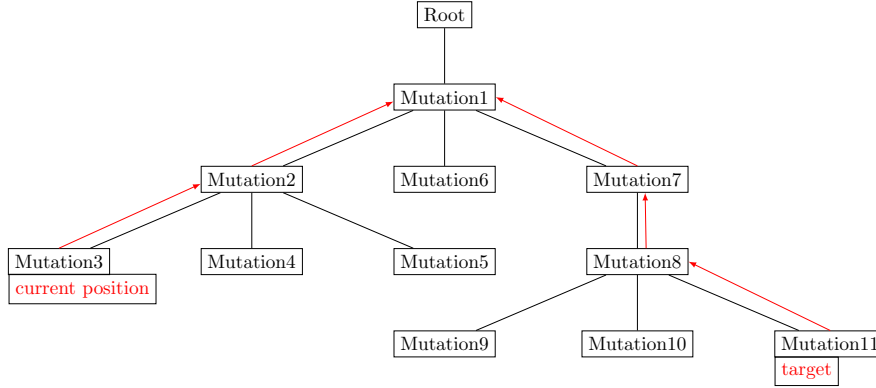 Root
Mutation1
Mutation2
Mutation6
Mutation7
Mutation3
Mutation4
Mutation5
Mutation8
current position
Mutation9
Mutation10
Mutation11
target